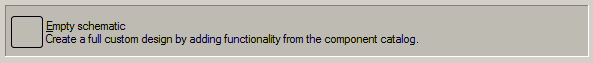 Empty schematic
Create a full custom design by adding functionality from the component catalog.